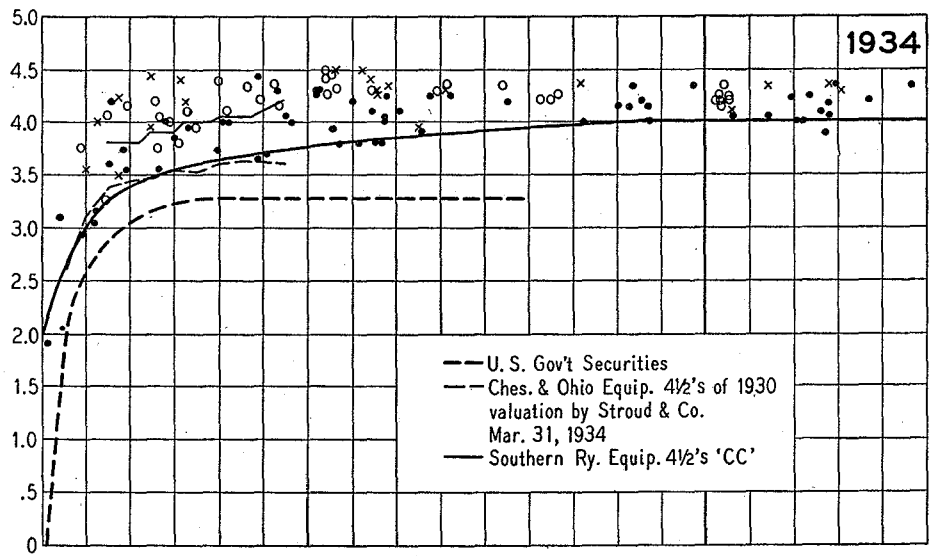 1934
5.0
4.5
4.0
3.5
3.0
2.5
2.0
1.5
1.0
.5
0
U. S. Gov't Securities
Ches. & Ohio Equip. 4½'s of 1930
valuation by Stroud & Co.
Mar. 31, 1934
Southern Ry. Equip. 4½'s 'CC'